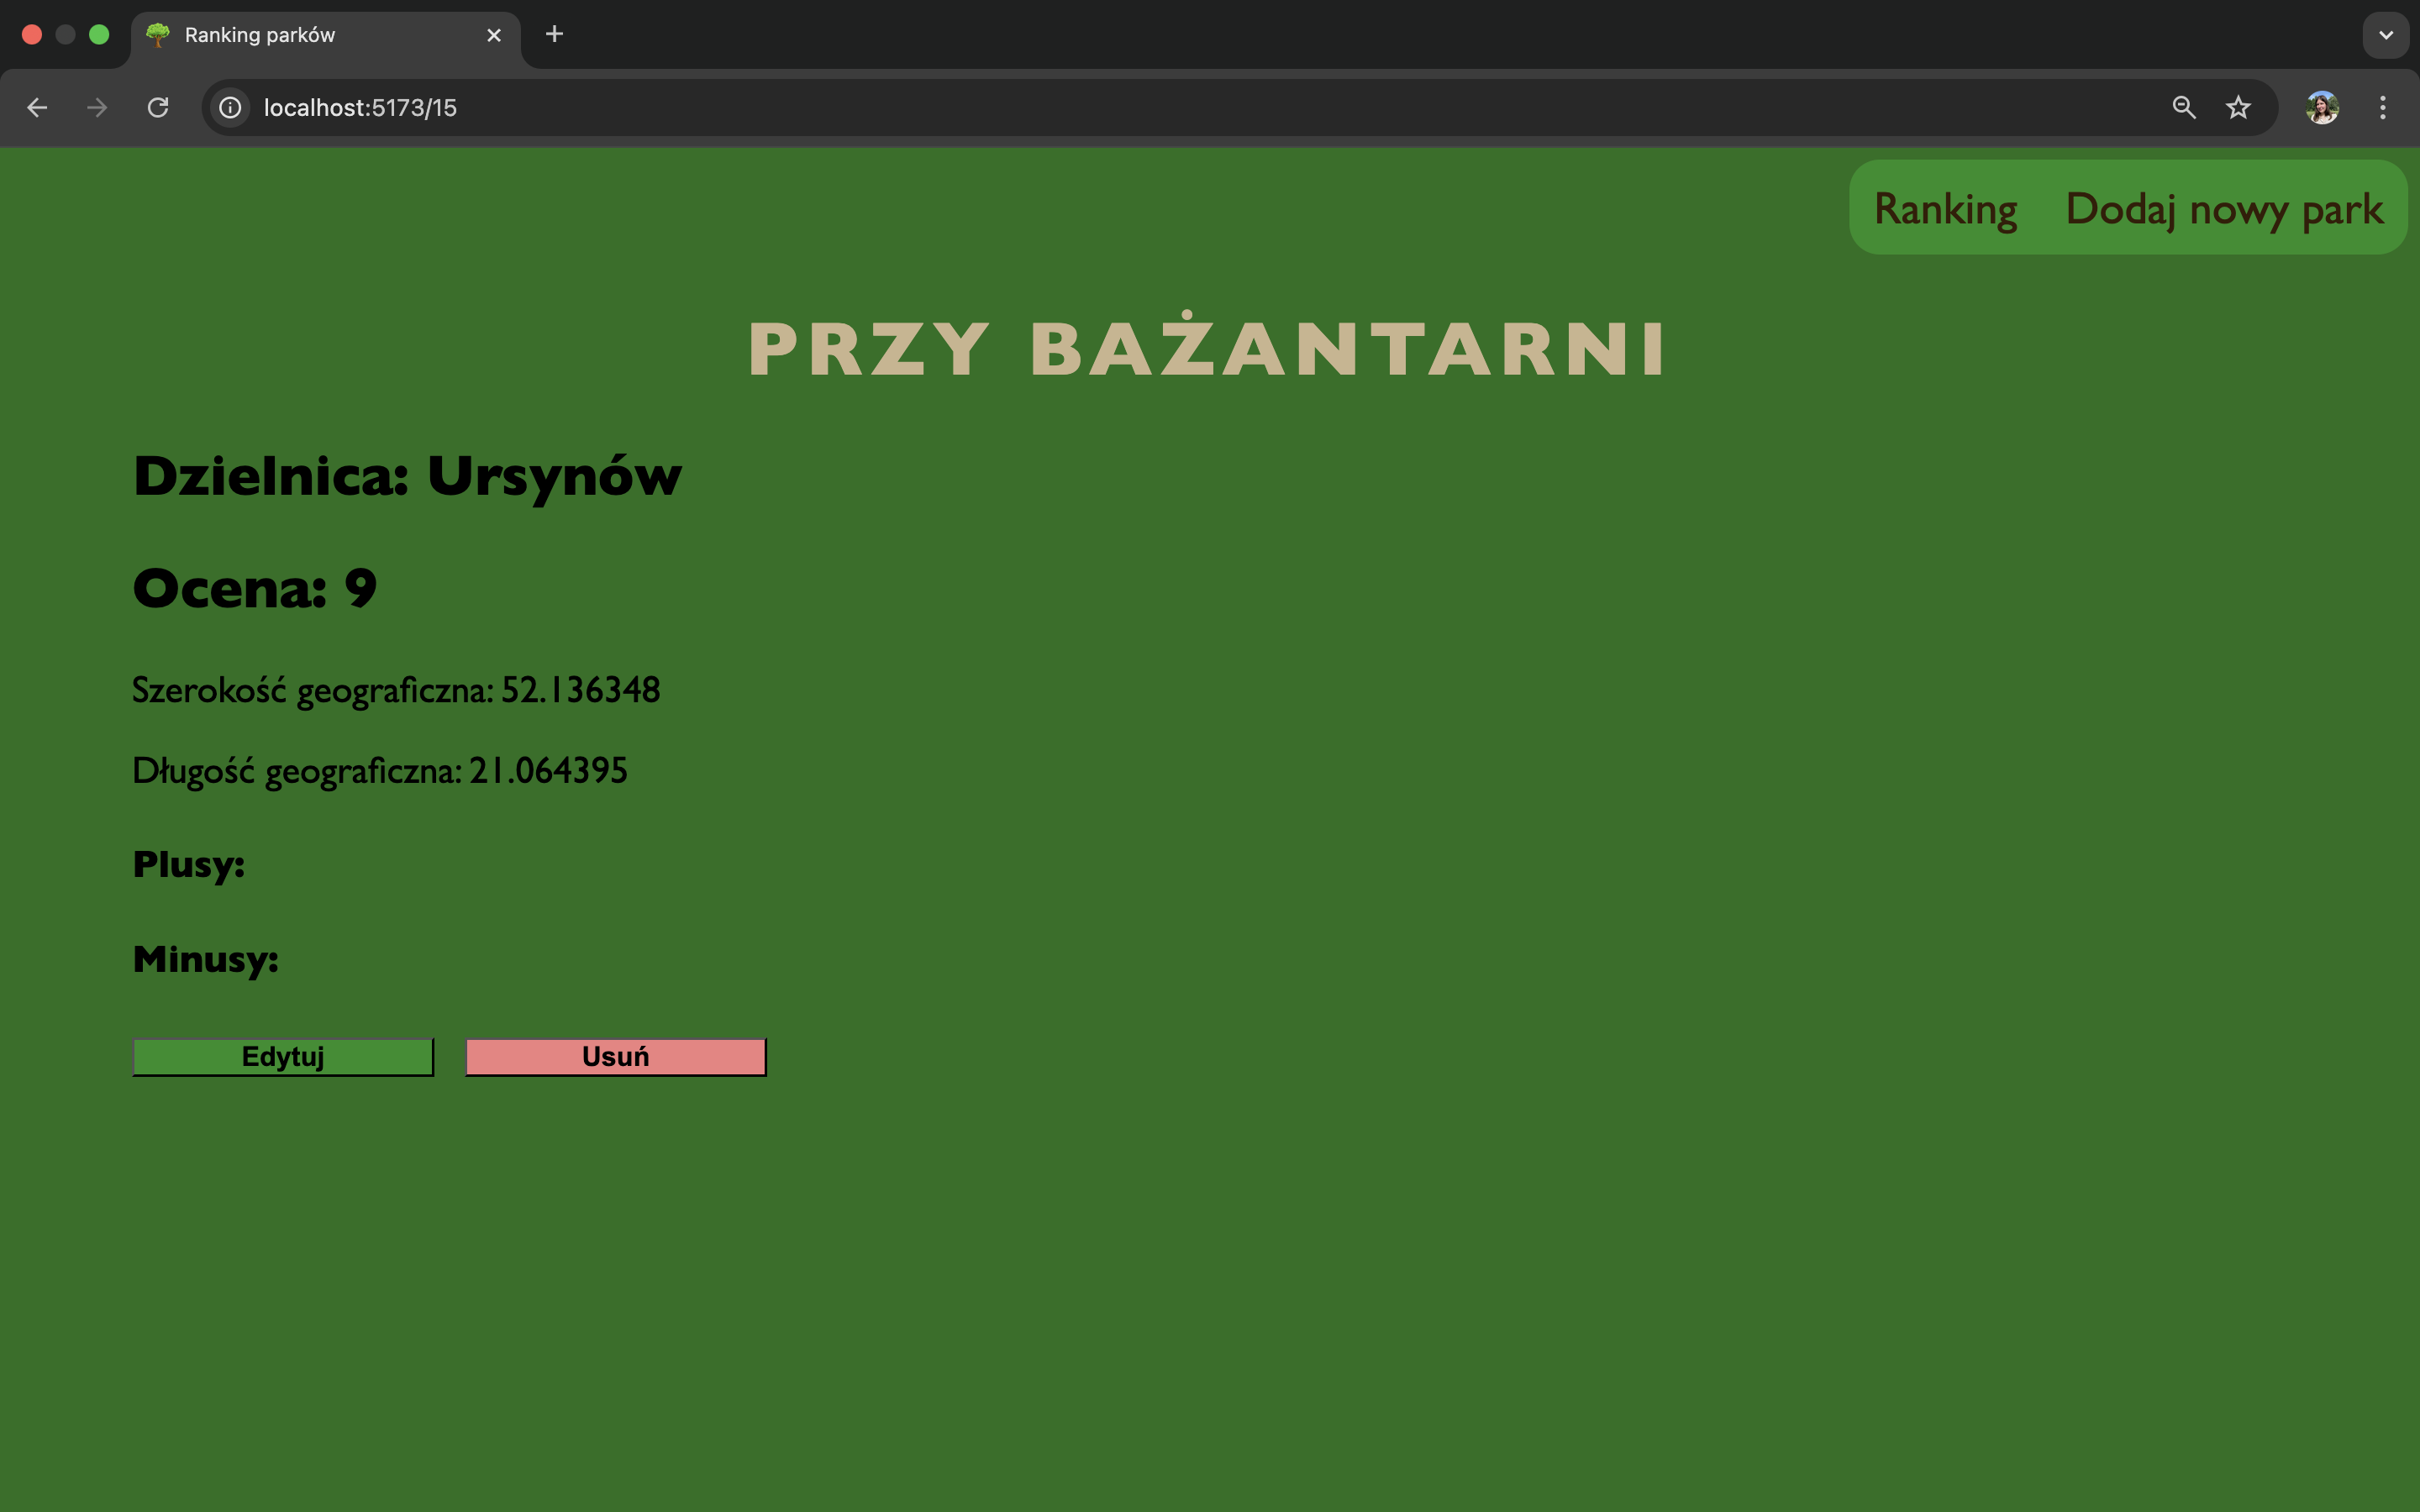 Ranking parków
localhost:5173/15
Ranking Dodaj nowy park
PRZY BAŻANTARNI
Dzielnica: Ursynów
Ocena: 9
Szerokość geograficzna: 52.136348
Długość geograficzna: 21.064395
Plusy:
Minusy:
Edytuj Usuń